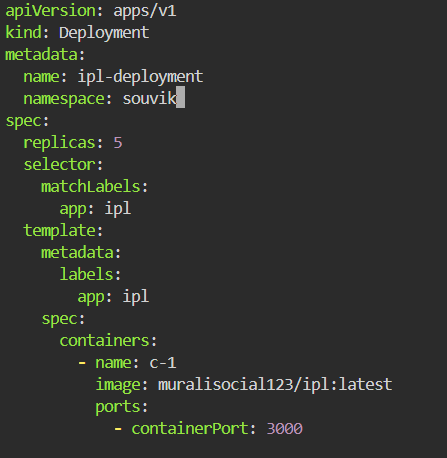 apiVersion: apps/v1
kind: Deployment
metadata:
  name: ipl-deployment
  namespace: souvik
spec:
  replicas: 5
  selector:
    matchLabels:
      app: ipl
  template:
    metadata:
      labels:
        app: ipl
    spec:
      containers:
        - name: c-1
          image: muralisocial123/ipl:latest
          ports:
            - containerPort: 3000